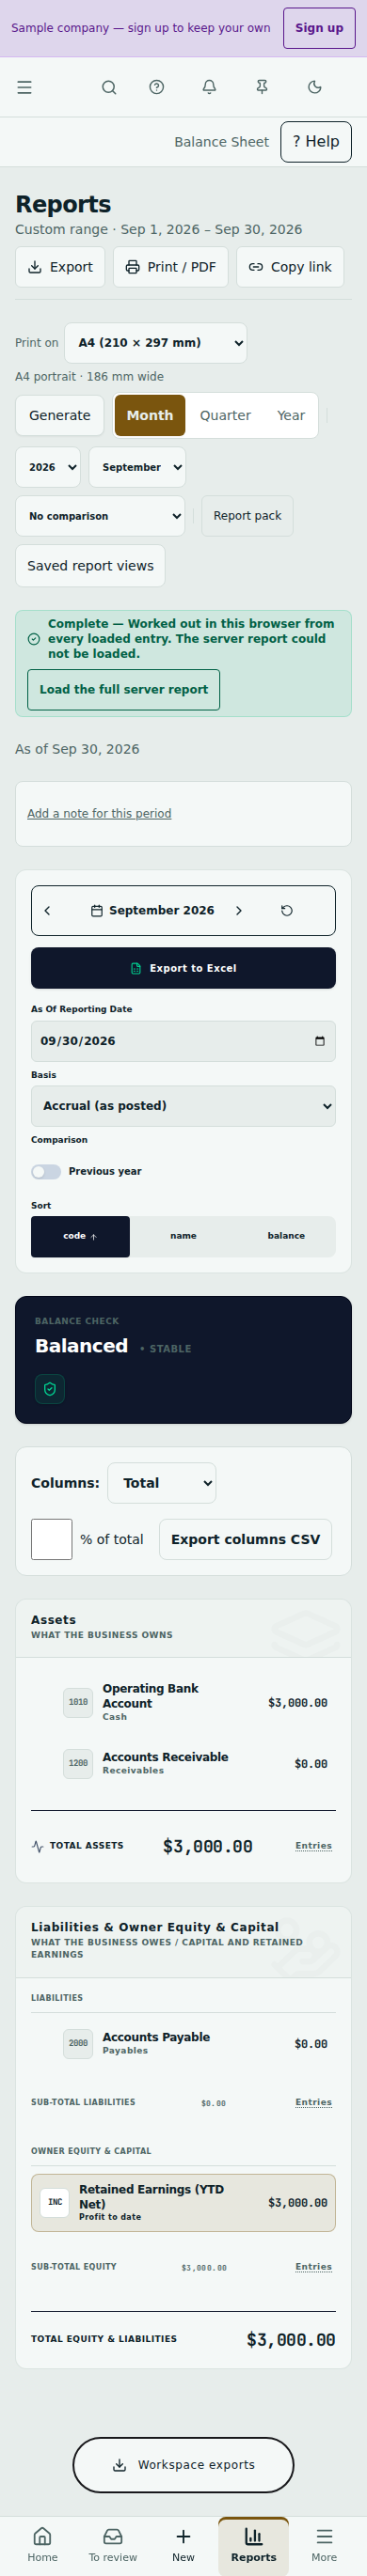 Sample company — sign up to keep your own
Sign up
Balance Sheet
? Help
Reports
Custom range · Sep 1, 2026 – Sep 30, 2026
Export
Print / PDF
Copy link
Print on
A4 (210 × 297 mm)
A4 portrait · 186 mm wide
Generate
Month
Quarter
Year
2026
September
No comparison
Report pack
Saved report views
Complete — Worked out in this browser from
every loaded entry. The server report could
not be loaded.
Load the full server report
As of Sep 30, 2026
Add a note for this period
September 2026
Export to Excel
As Of Reporting Date
09/30/2026
Basis
Accrual (as posted)
Comparison
Previous year
Sort
code ↑
name
balance
BALANCE CHECK
Balanced
• STABLE
Columns:
Total
% of total
Export columns CSV
Assets
WHAT THE BUSINESS OWNS
1010
Operating Bank
Account
Cash
$3,000.00
1200
Accounts Receivable
Receivables
$0.00
TOTAL ASSETS
$3,000.00
Entries
Liabilities & Owner Equity & Capital
WHAT THE BUSINESS OWES / CAPITAL AND RETAINED
EARNINGS
LIABILITIES
2000
Accounts Payable
Payables
$0.00
SUB-TOTAL LIABILITIES
$0.00
Entries
OWNER EQUITY & CAPITAL
INC
Retained Earnings (YTD
Net)
Profit to date
$3,000.00
SUB-TOTAL EQUITY
$3,000.00
Entries
TOTAL EQUITY & LIABILITIES
$3,000.00
Workspace exports
Home
To review
New
Reports
More